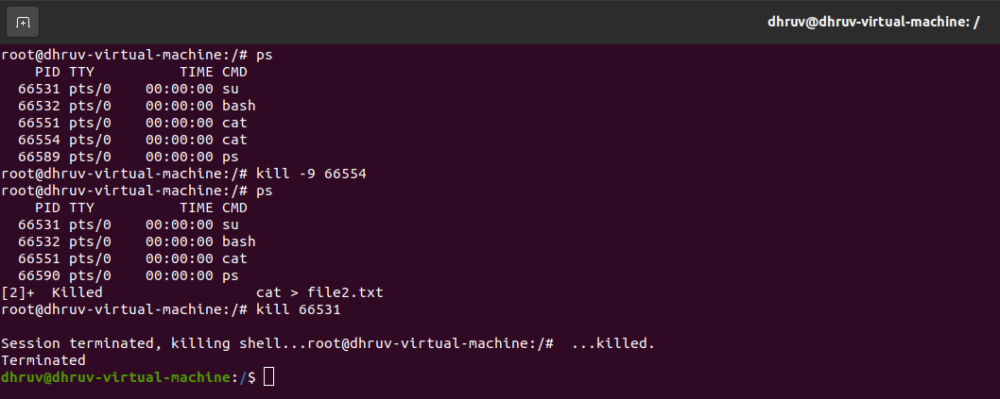 dhruv@dhruv-virtual-machine: /
root@dhruv-virtual-machine:/# ps
    PID TTY          TIME CMD
  66531 pts/0    00:00:00 su
  66532 pts/0    00:00:00 bash
  66551 pts/0    00:00:00 cat
  66554 pts/0    00:00:00 cat
  66589 pts/0    00:00:00 ps
root@dhruv-virtual-machine:/# kill -9 66554
root@dhruv-virtual-machine:/# ps
    PID TTY          TIME CMD
  66531 pts/0    00:00:00 su
  66532 pts/0    00:00:00 bash
  66551 pts/0    00:00:00 cat
  66590 pts/0    00:00:00 ps
[2]+  Killed                  cat > file2.txt
root@dhruv-virtual-machine:/# kill 66531
Session terminated, killing shell...root@dhruv-virtual-machine:/#  ...killed.
Terminated
dhruv@dhruv-virtual-machine:/$